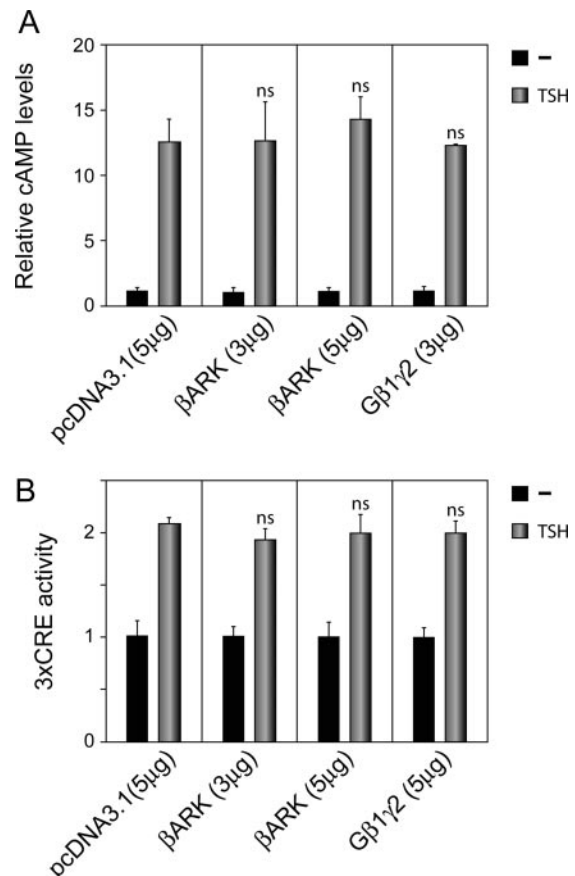 A
Relative cAMP levels
20
15
10
5
0
ns
ns
ns
–
TSH
pcDNA3.1(5µg)
βARK (3µg)
βARK (5µg)
Gβ1γ2 (3µg)
B
3xCRE activity
2
1
0
ns
ns
ns
–
TSH
pcDNA3.1(5µg)
βARK (3µg)
βARK (5µg)
Gβ1γ2 (5µg)